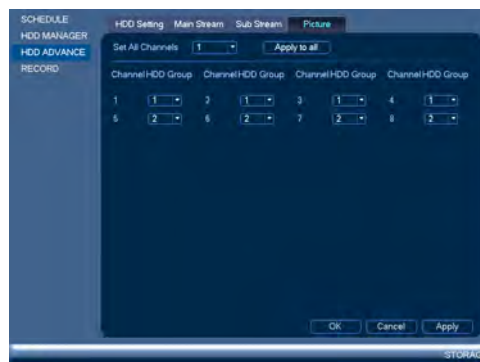 SCHEDULE
HDD MANAGER
HDD ADVANCE
RECORD
HDD Setting Main Stream Sub Stream Picture
Set All Channels 1 Apply to all
Channel HDD Group Channel HDD Group Channel HDD Group Channel HDD Group
1 1 2 1 3 1 4 1
5 2 6 2 7 2 8 2
OK Cancel Apply
STORAG